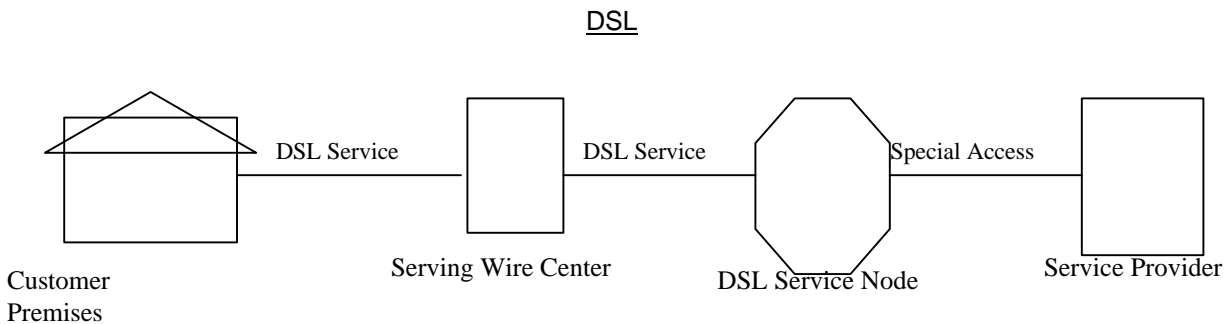 DSL
DSL Service
DSL Service
Special Access
Customer
Premises
Serving Wire Center
DSL Service Node
Service Provider